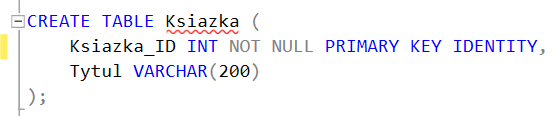 CREATE TABLE Ksiazka (
    Ksiazka_ID INT NOT NULL PRIMARY KEY IDENTITY,
    Tytul VARCHAR(200)
);